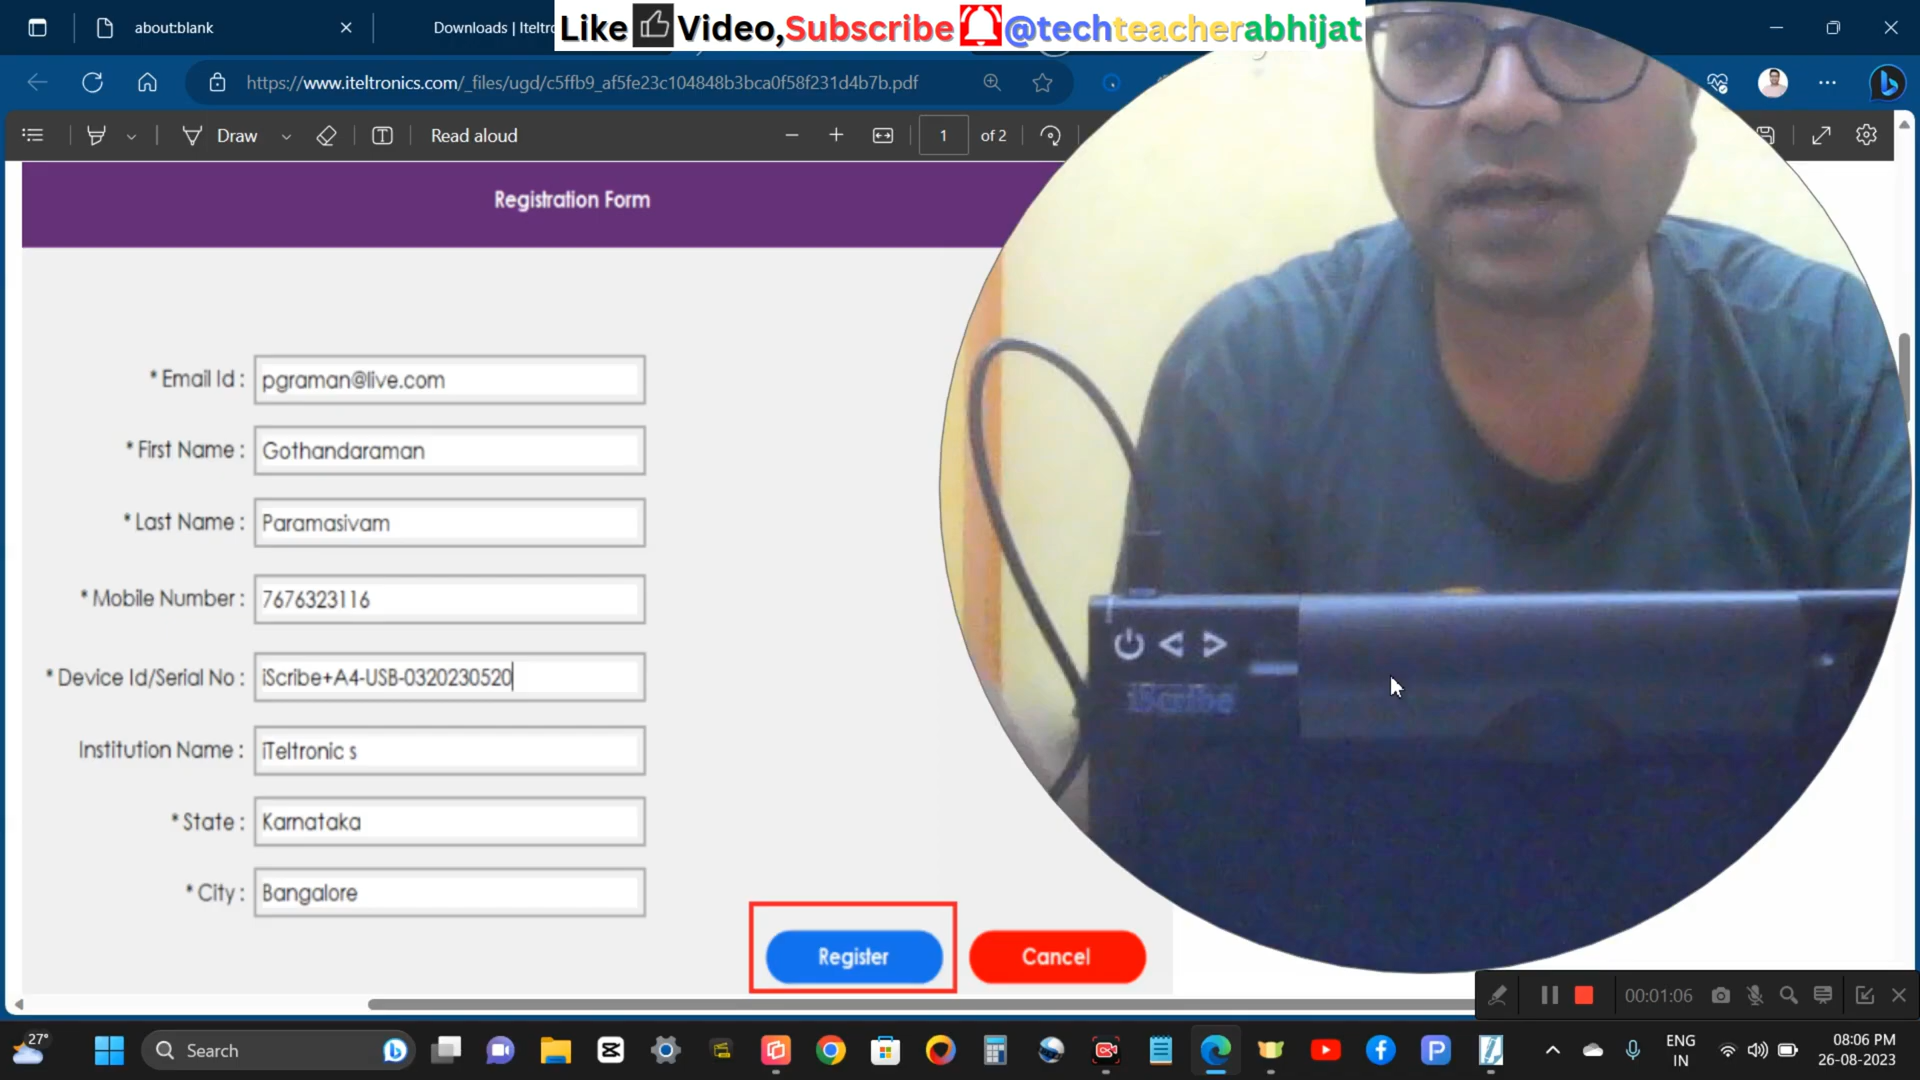 about:blank
Downloads | Iteltro
Like Video,Subscribe @techteacherabhijat
https://www.iteltronics.com/_files/ugd/c5ffb9_af5fe23c104848b3bca0f58f231d4b7b.pdf
Draw
Read aloud
1 of 2
Registration Form
* Email Id : pgraman@live.com
* First Name : Gothandaraman
* Last Name : Paramasivam
* Mobile Number : 7676323116
* Device Id/Serial No : iScribe+A4-USB-0320230520
Institution Name : iTeltronic s
* State : Karnataka
* City : Bangalore
Register
Cancel
iScribe
00:01:06
27°
Search
ENG
IN
08:06 PM
26-08-2023